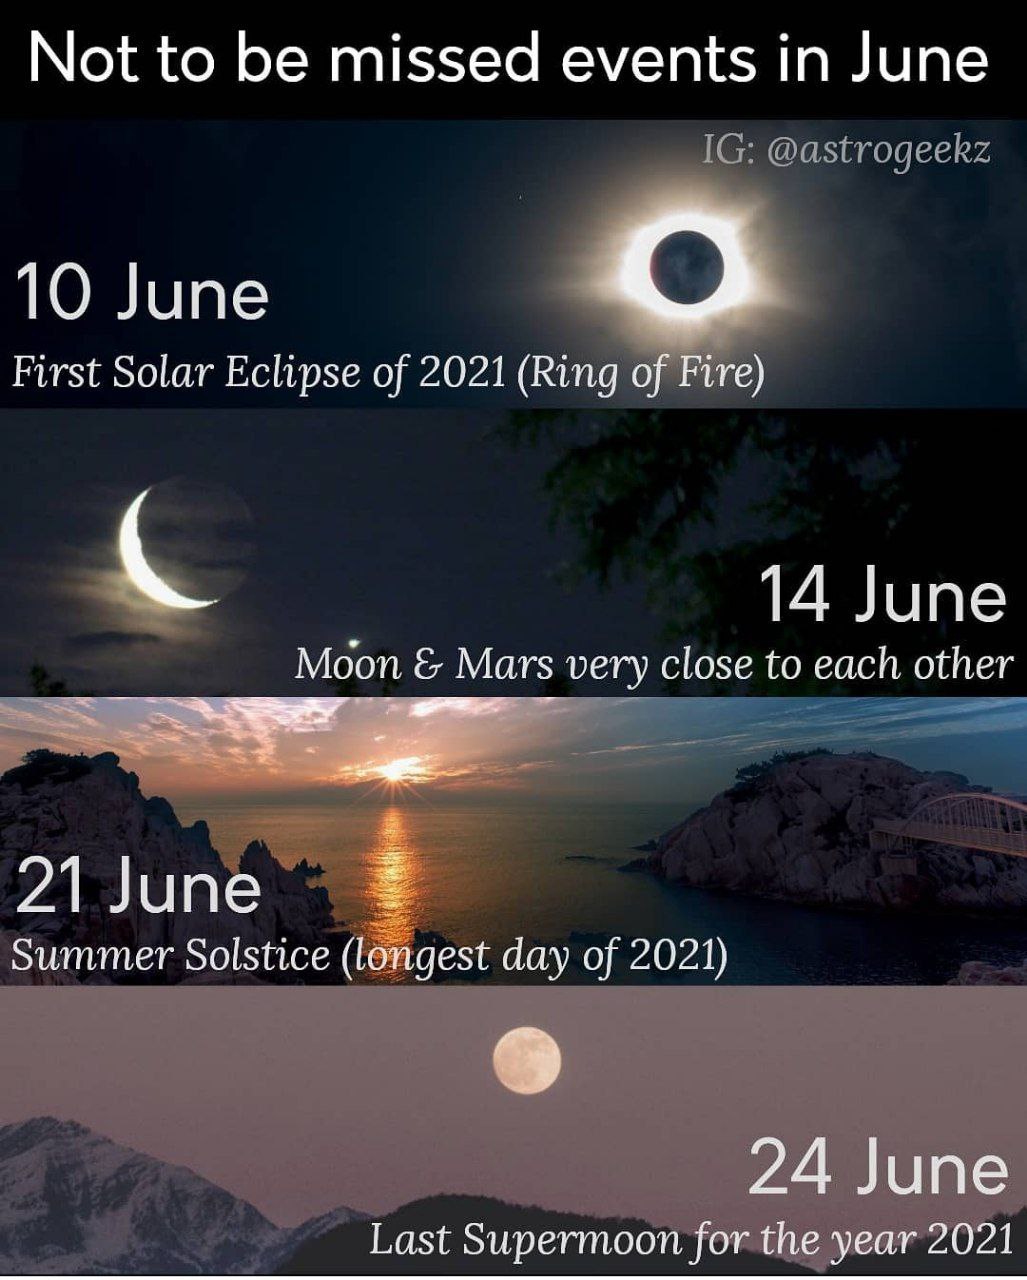 Not to be missed events in June
IG: @astrogeekz
10 June
First Solar Eclipse of 2021 (Ring of Fire)
14 June
Moon & Mars very close to each other
21 June
Summer Solstice (longest day of 2021)
24 June
Last Supermoon for the year 2021